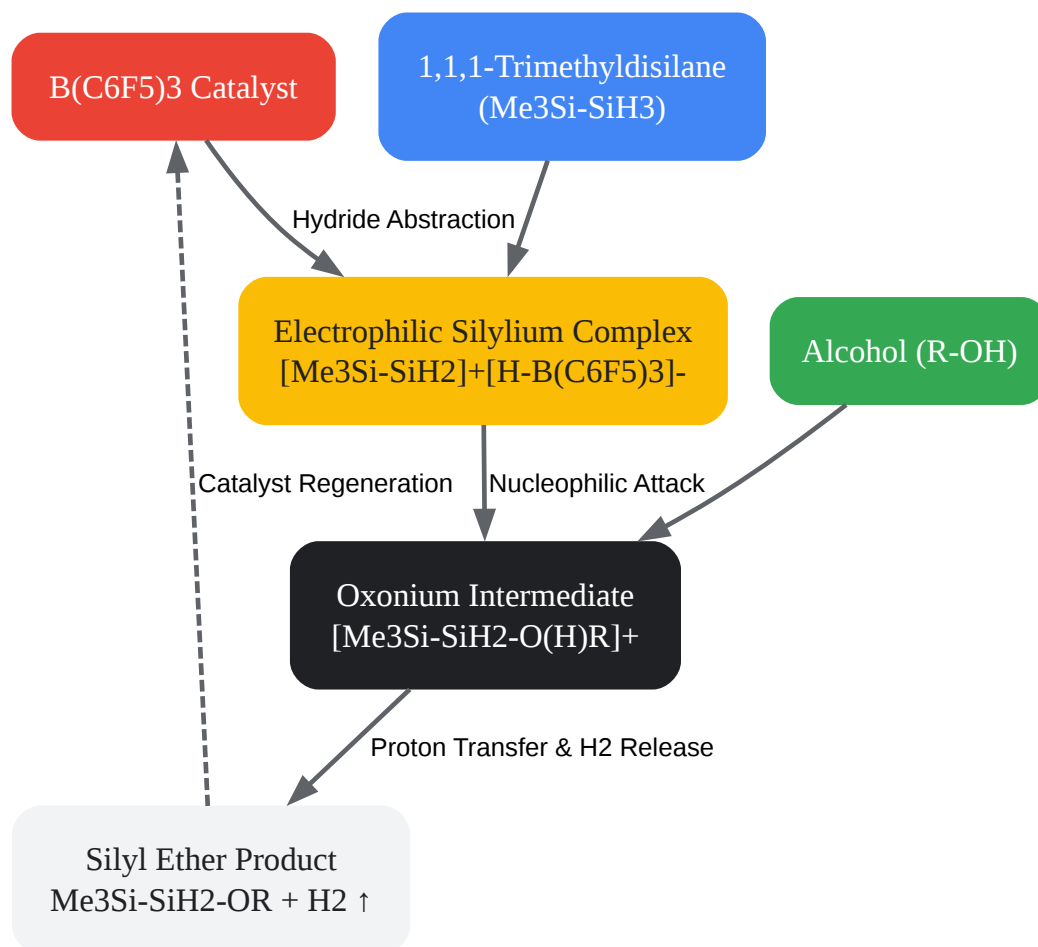 B(C6F5)3 Catalyst
1,1,1-Trimethyldisilane
(Me3Si-SiH3)
Hydride Abstraction
Electrophilic Silylium Complex
[Me3Si-SiH2]+[H-B(C6F5)3]-
Alcohol (R-OH)
Catalyst Regeneration
Nucleophilic Attack
Oxonium Intermediate
[Me3Si-SiH2-O(H)R]+
Proton Transfer & H2 Release
Silyl Ether Product
Me3Si-SiH2-OR + H2 ↑